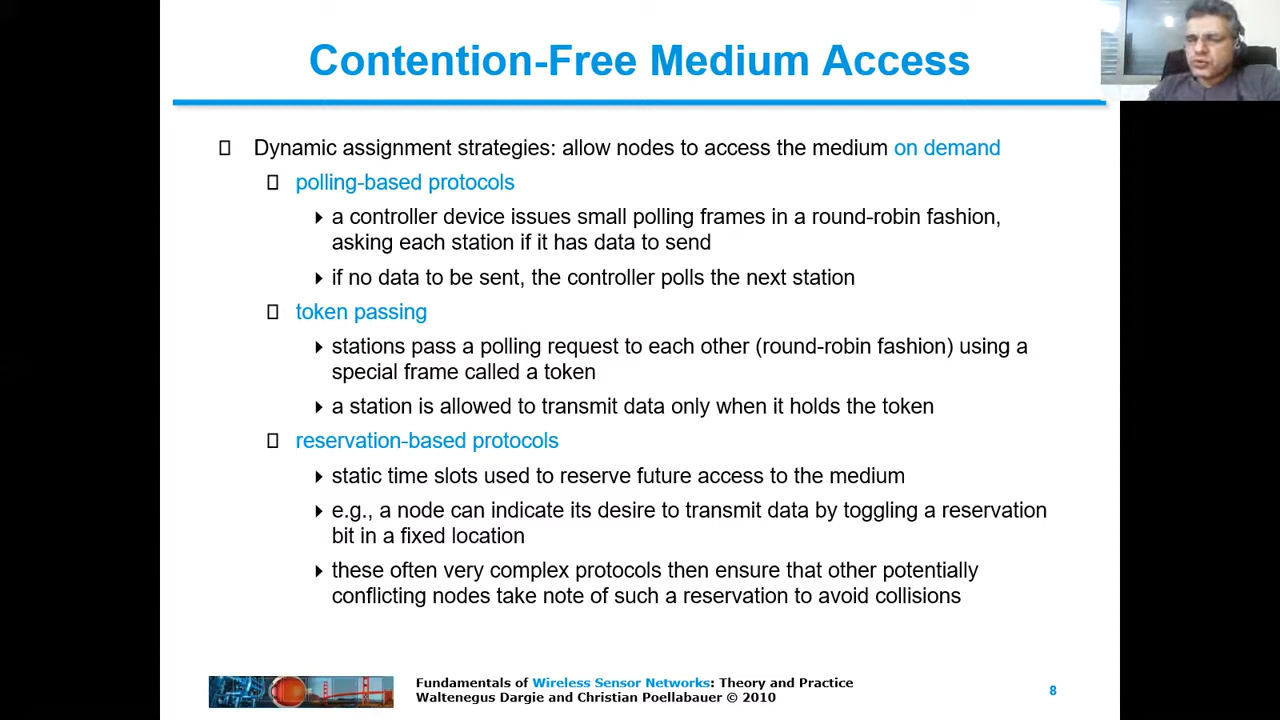 Contention-Free Medium Access
Dynamic assignment strategies: allow nodes to access the medium on demand
polling-based protocols
a controller device issues small polling frames in a round-robin fashion,
asking each station if it has data to send
if no data to be sent, the controller polls the next station
token passing
stations pass a polling request to each other (round-robin fashion) using a
special frame called a token
a station is allowed to transmit data only when it holds the token
reservation-based protocols
static time slots used to reserve future access to the medium
e.g., a node can indicate its desire to transmit data by toggling a reservation
bit in a fixed location
these often very complex protocols then ensure that other potentially
conflicting nodes take note of such a reservation to avoid collisions
Fundamentals of Wireless Sensor Networks: Theory and Practice
Waltenegus Dargie and Christian Poellabauer © 2010
8